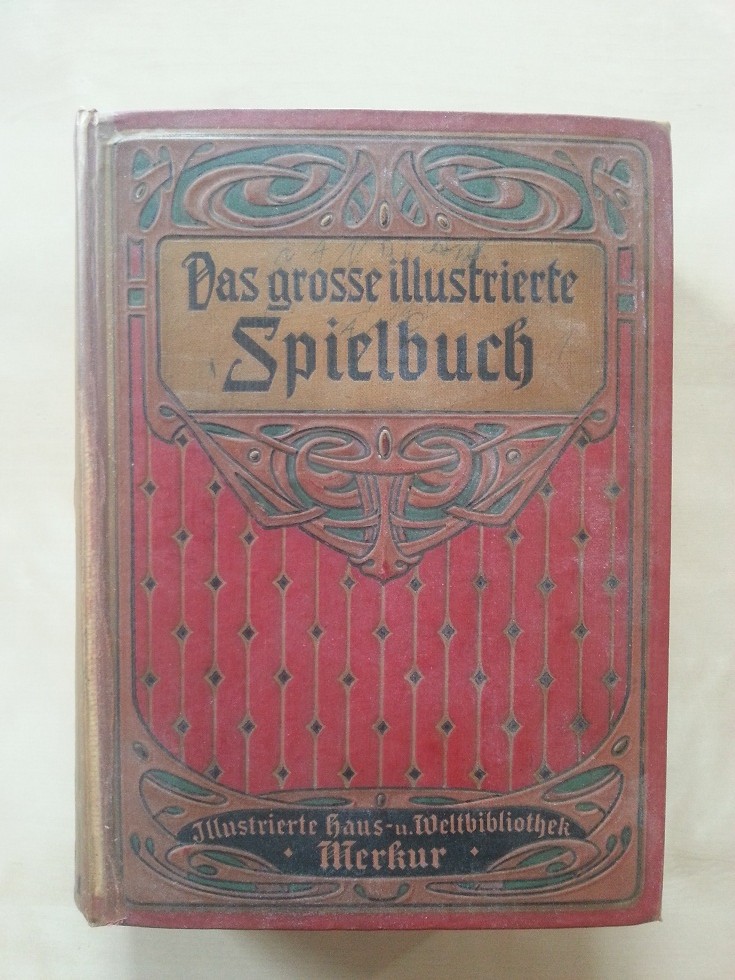 Das grosse illustrierte
Spielbuch
Illustrierte Haus- u. Weltbibliothek
· Merkur ·